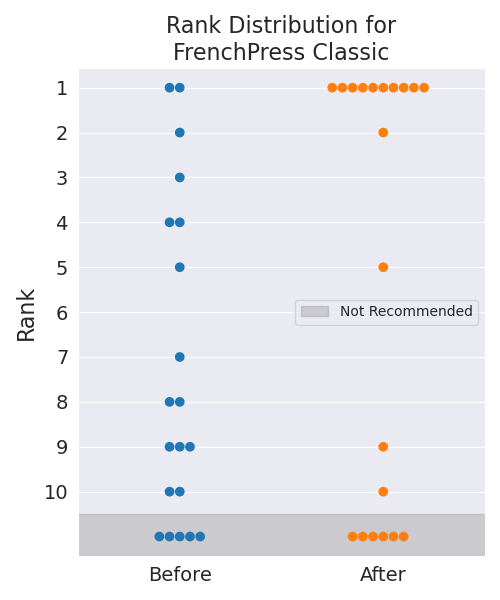 Rank Distribution for
FrenchPress Classic
Rank
1
2
3
4
5
6
7
8
9
10
Not Recommended
Before
After